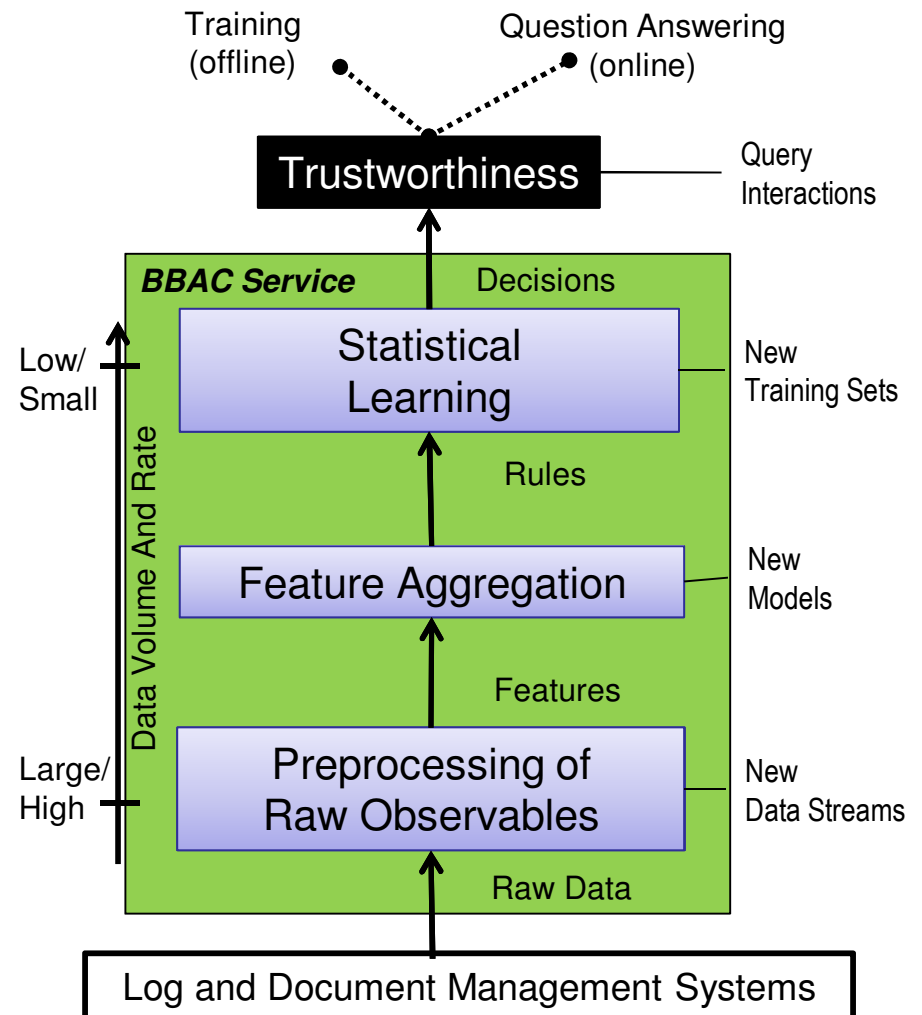 Training
(offline)
Question Answering
(online)
Trustworthiness
Query
Interactions
BBAC Service
Decisions
Statistical
Learning
Low/
Small
New
Training Sets
Data Volume And Rate
Rules
Feature Aggregation
New
Models
Features
Large/
High
Preprocessing of
Raw Observables
New
Data Streams
Raw Data
Log and Document Management Systems